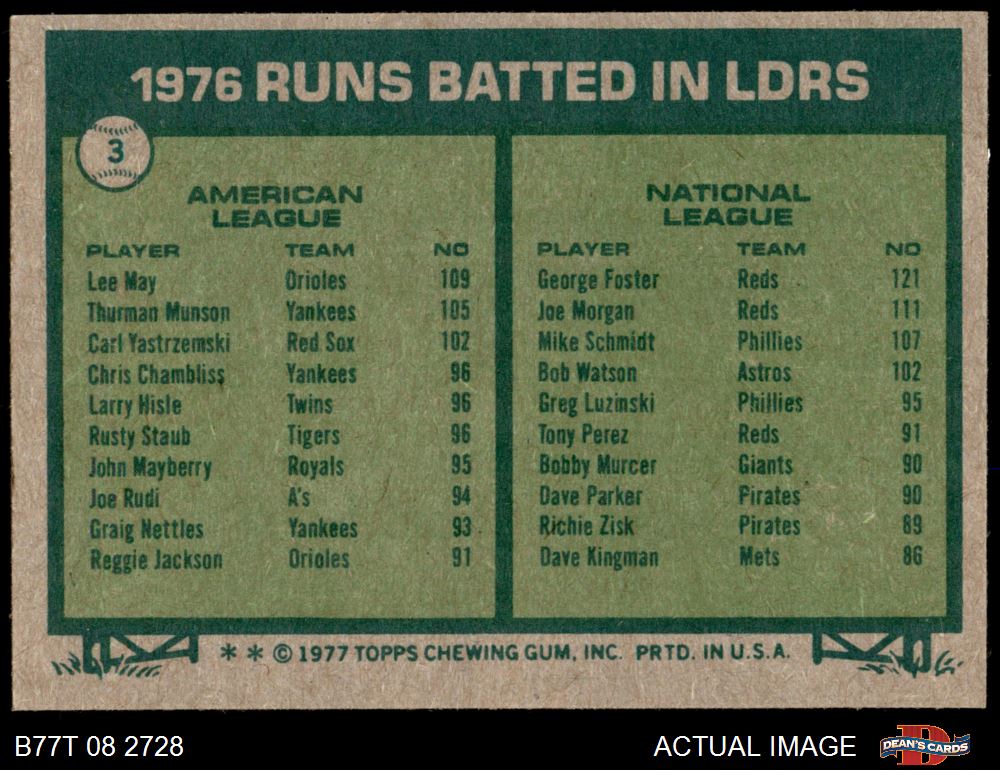 1976 RUNS BATTED IN LDRS
3
AMERICAN
LEAGUE
PLAYER TEAM NO
Lee May Orioles 109
Thurman Munson Yankees 105
Carl Yastrzemski Red Sox 102
Chris Chambliss Yankees 96
Larry Hisle Twins 96
Rusty Staub Tigers 96
John Mayberry Royals 95
Joe Rudi A's 94
Graig Nettles Yankees 93
Reggie Jackson Orioles 91
NATIONAL
LEAGUE
PLAYER TEAM NO
George Foster Reds 121
Joe Morgan Reds 111
Mike Schmidt Phillies 107
Bob Watson Astros 102
Greg Luzinski Phillies 95
Tony Perez Reds 91
Bobby Murcer Giants 90
Dave Parker Pirates 90
Richie Zisk Pirates 89
Dave Kingman Mets 86
* * © 1977 TOPPS CHEWING GUM, INC. PRTD. IN U.S.A.
B77T 08 2728
ACTUAL IMAGE
D
DEAN'S CARDS